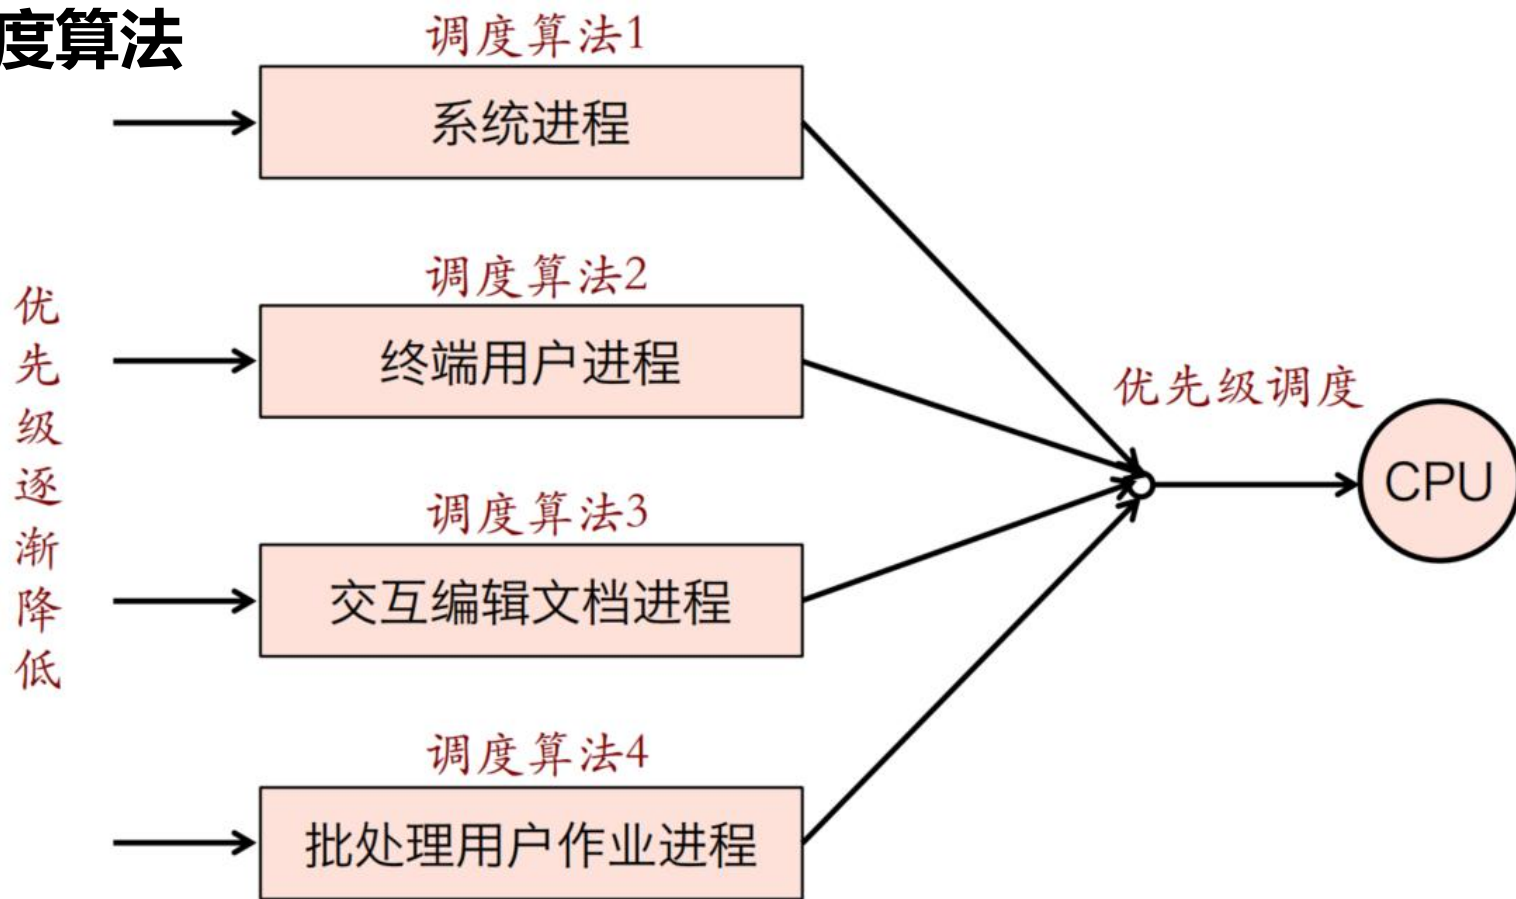 度算法
调度算法1
系统进程
调度算法2
终端用户进程
优先级逐渐降低
优先级调度
CPU
调度算法3
交互编辑文档进程
调度算法4
批处理用户作业进程